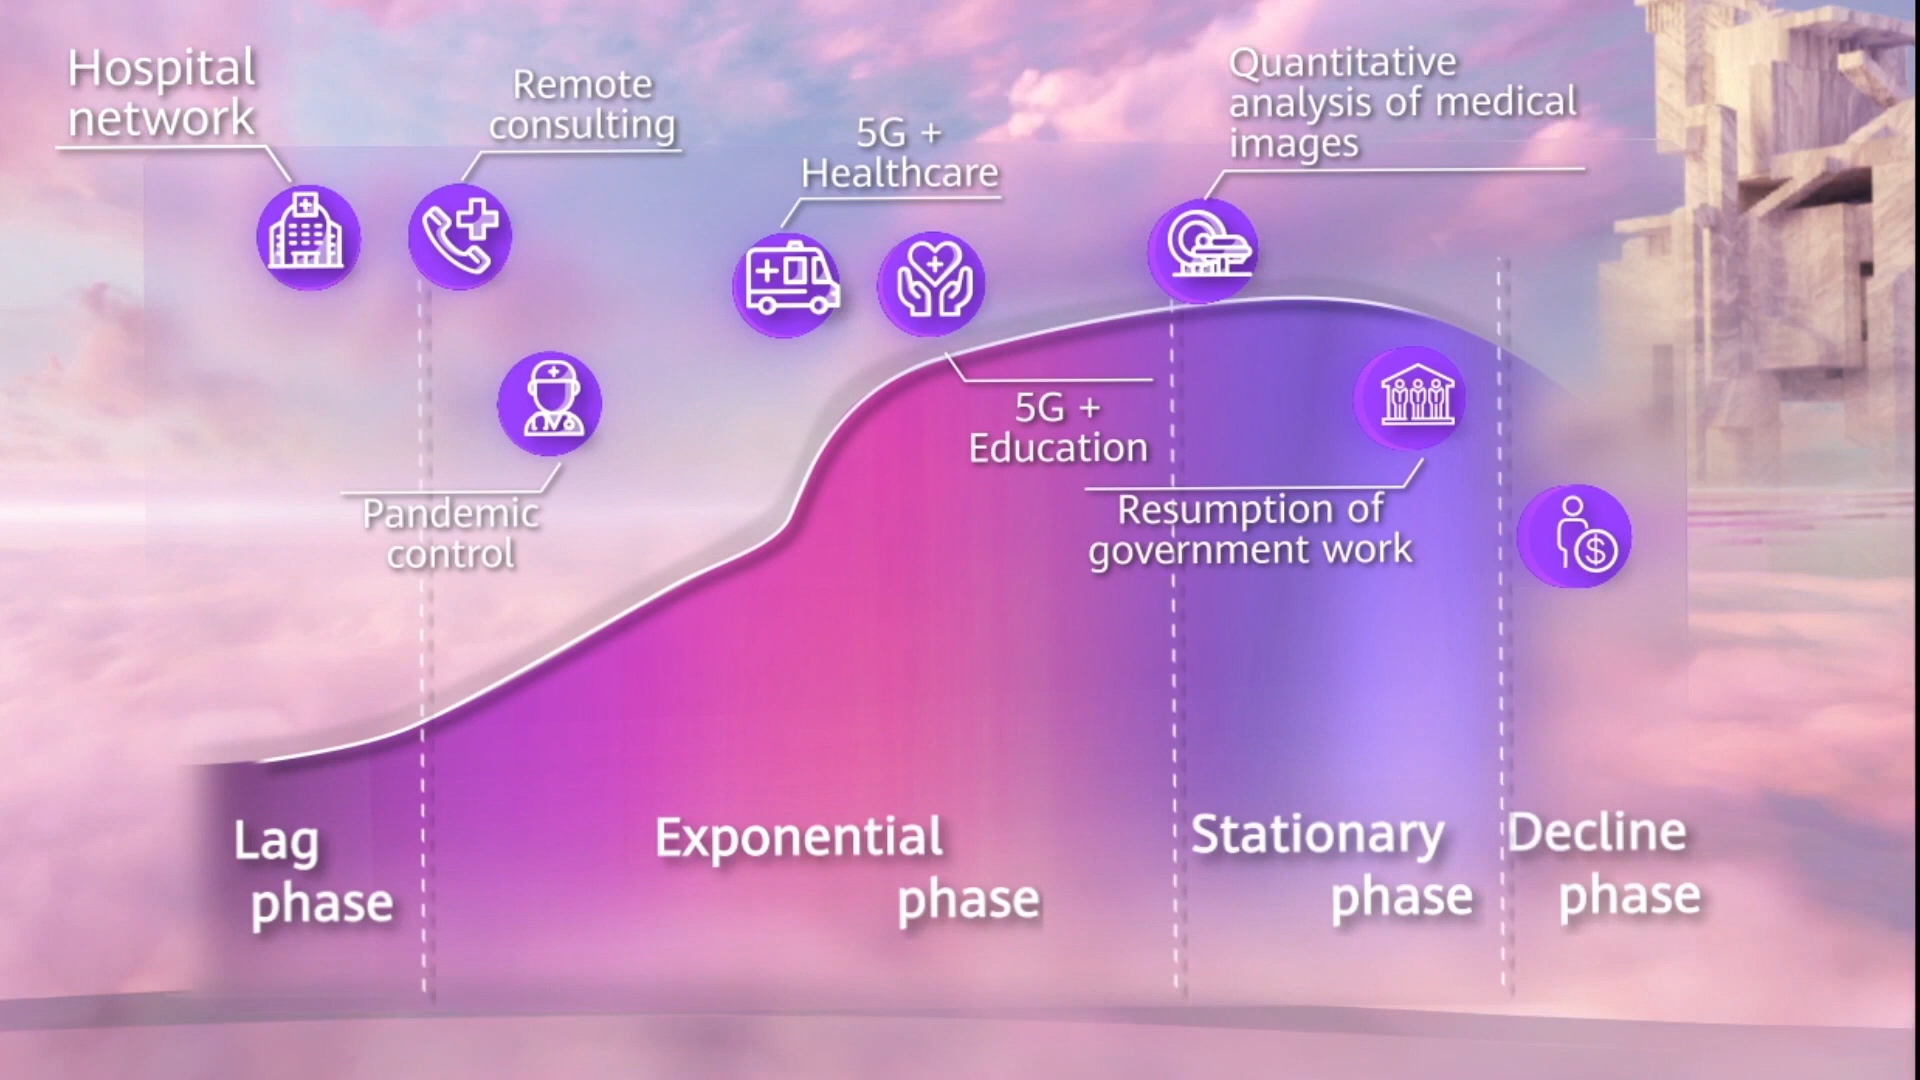 Hospital
network
Remote
consulting
5G +
Healthcare
Quantitative
analysis of medical
images
Pandemic
control
5G +
Education
Resumption of
government work
$
Lag
phase
Exponential
phase
Stationary
phase
Decline
phase